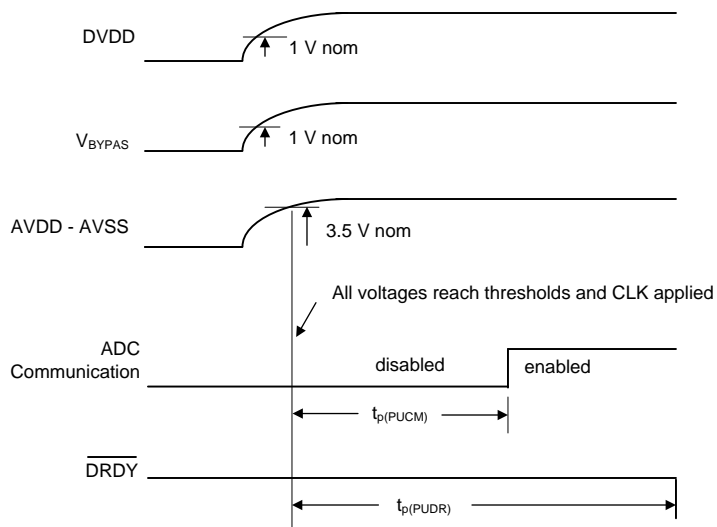 DVDD
1 V nom
VBYPAS
1 V nom
AVDD - AVSS
3.5 V nom
All voltages reach thresholds and CLK applied
ADC
Communication
disabled
enabled
tp(PUCM)
DRDY
tp(PUDR)